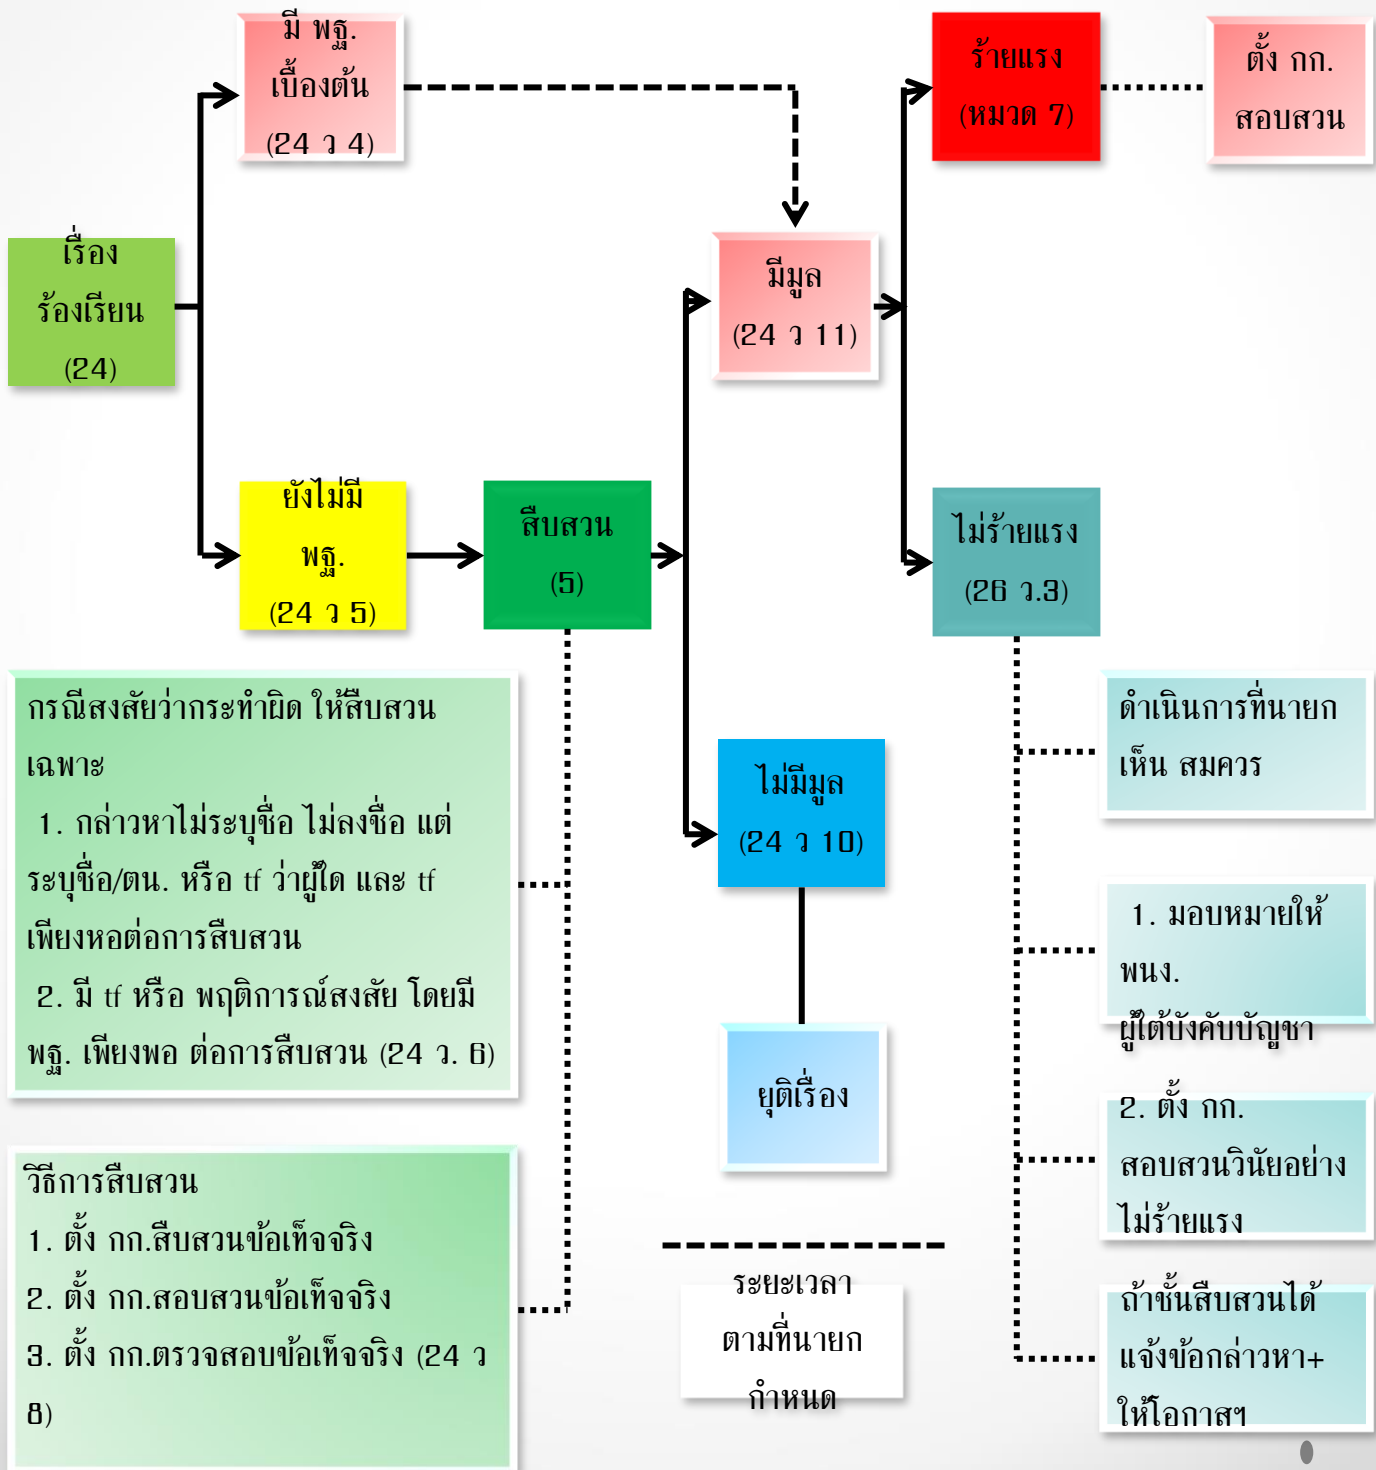 มี พฐ.
เบื้องต้น
(24 ว 4)
ร้ายแรง
(หมวด 7)
ตั้ง กก.
สอบสวน
เรื่อง
ร้องเรียน
(24)
มีมูล
(24 ว 11)
ยังไม่มี
พฐ.
(24 ว 5)
สืบสวน
(5)
ไม่ร้ายแรง
(26 ว.3)
กรณีสงสัยว่ากระทำผิด ให้สืบสวน
เฉพาะ
1. กล่าวหาไม่ระบุชื่อ ไม่ลงชื่อ แต่
ระบุชื่อ/ตน. หรือ tf ว่าผู้ใด และ tf
เพียงหอต่อการสืบสวน
2. มี tf หรือ พฤติการณ์สงสัย โดยมี
พฐ. เพียงพอ ต่อการสืบสวน (24 ว. 6)
ไม่มีมูล
(24 ว 10)
ยุติเรื่อง
ดำเนินการที่นายก
เห็น สมควร
1. มอบหมายให้
พนง.
ผู้ใต้บังคับบัญชา
2. ตั้ง กก.
สอบสวนวินัยอย่าง
ไม่ร้ายแรง
ถ้าชั้นสืบสวนได้
แจ้งข้อกล่าวหา+
ให้โอกาสฯ
วิธีการสืบสวน
1. ตั้ง กก.สืบสวนข้อเท็จจริง
2. ตั้ง กก.สอบสวนข้อเท็จจริง
3. ตั้ง กก.ตรวจสอบข้อเท็จจริง (24 ว
8)
ระยะเวลา
ตามที่นายก
กำหนด